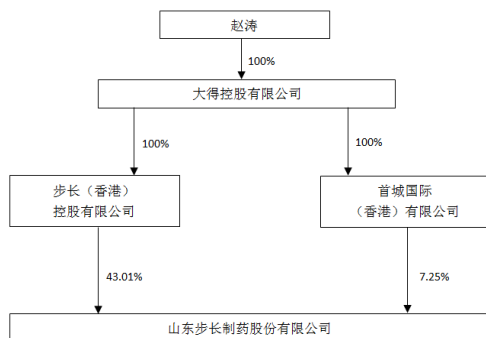 赵涛
100%
大得控股有限公司
100%
100%
步长（香港）
控股有限公司
首城国际
（香港）有限公司
43.01%
7.25%
山东步长制药股份有限公司